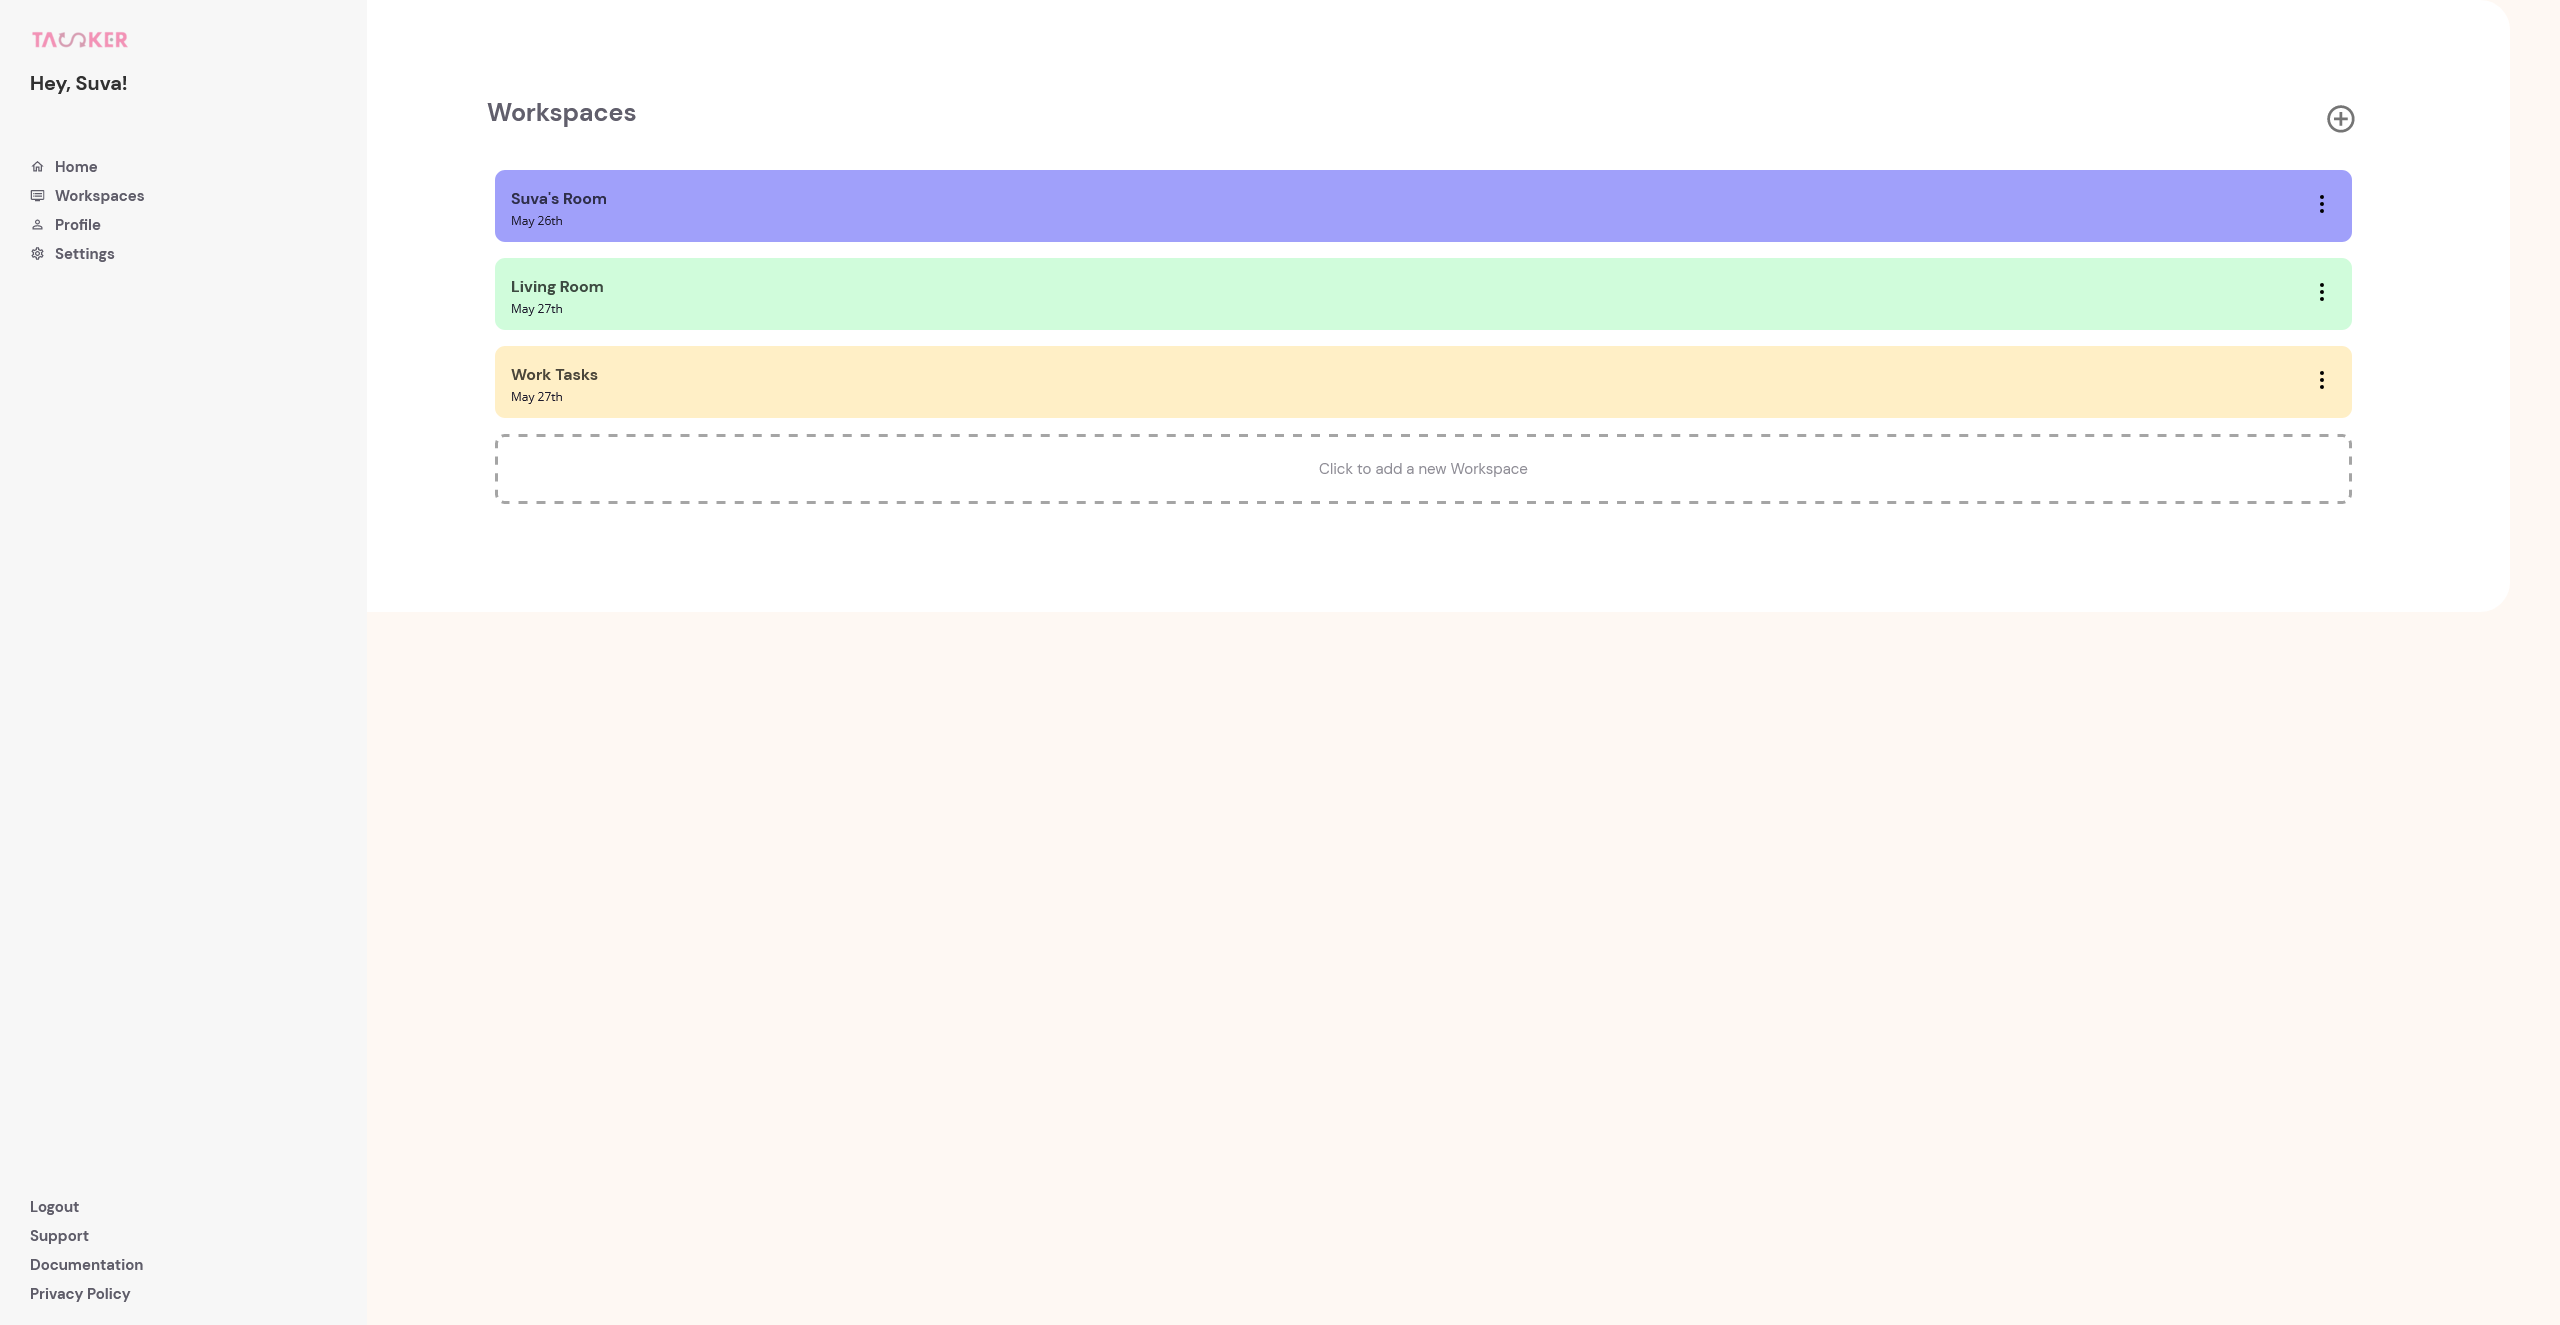 TASKER
Hey, Suva!
Home
Workspaces
Profile
Settings
Logout
Support
Documentation
Privacy Policy
Workspaces
Suva's Room
May 26th
Living Room
May 27th
Work Tasks
May 27th
Click to add a new Workspace